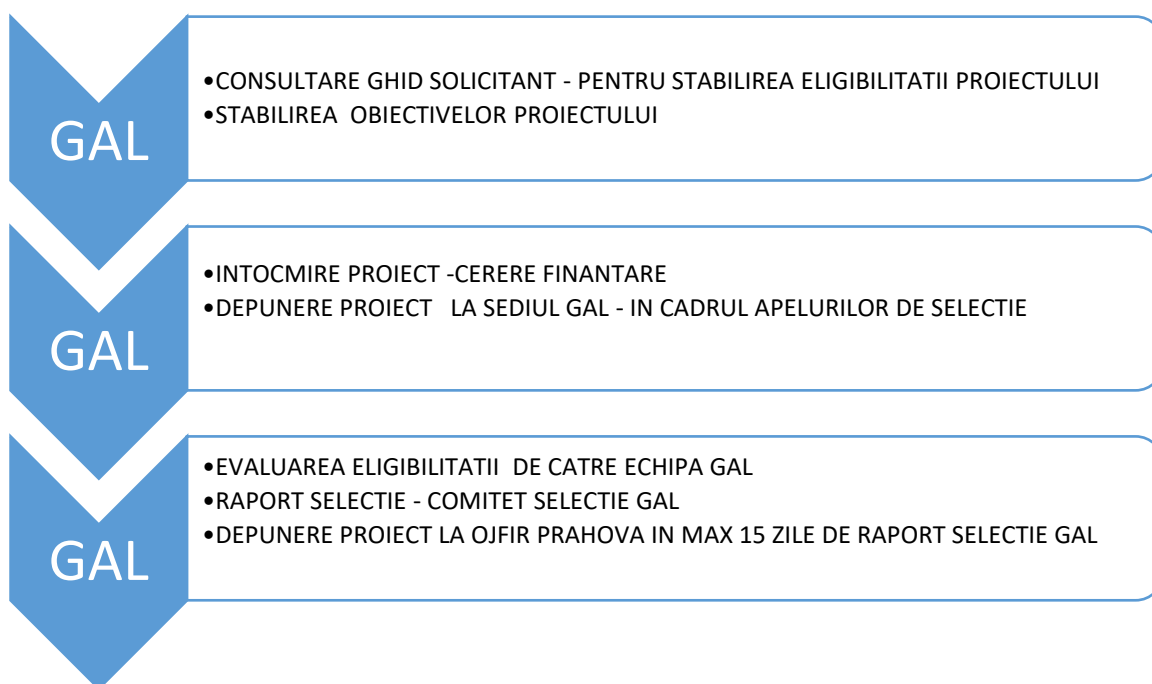 GAL
•CONSULTARE GHID SOLICITANT - PENTRU STABILIREA ELIGIBILITATII PROIECTULUI
•STABILIREA OBIECTIVELOR PROIECTULUI
GAL
•INTOCMIRE PROIECT -CERERE FINANTARE
•DEPUNERE PROIECT LA SEDIUL GAL - IN CADRUL APELURILOR DE SELECTIE
GAL
•EVALUAREA ELIGIBILITATII DE CATRE ECHIPA GAL
•RAPORT SELECTIE - COMITET SELECTIE GAL
•DEPUNERE PROIECT LA OJFIR PRAHOVA IN MAX 15 ZILE DE RAPORT SELECTIE GAL